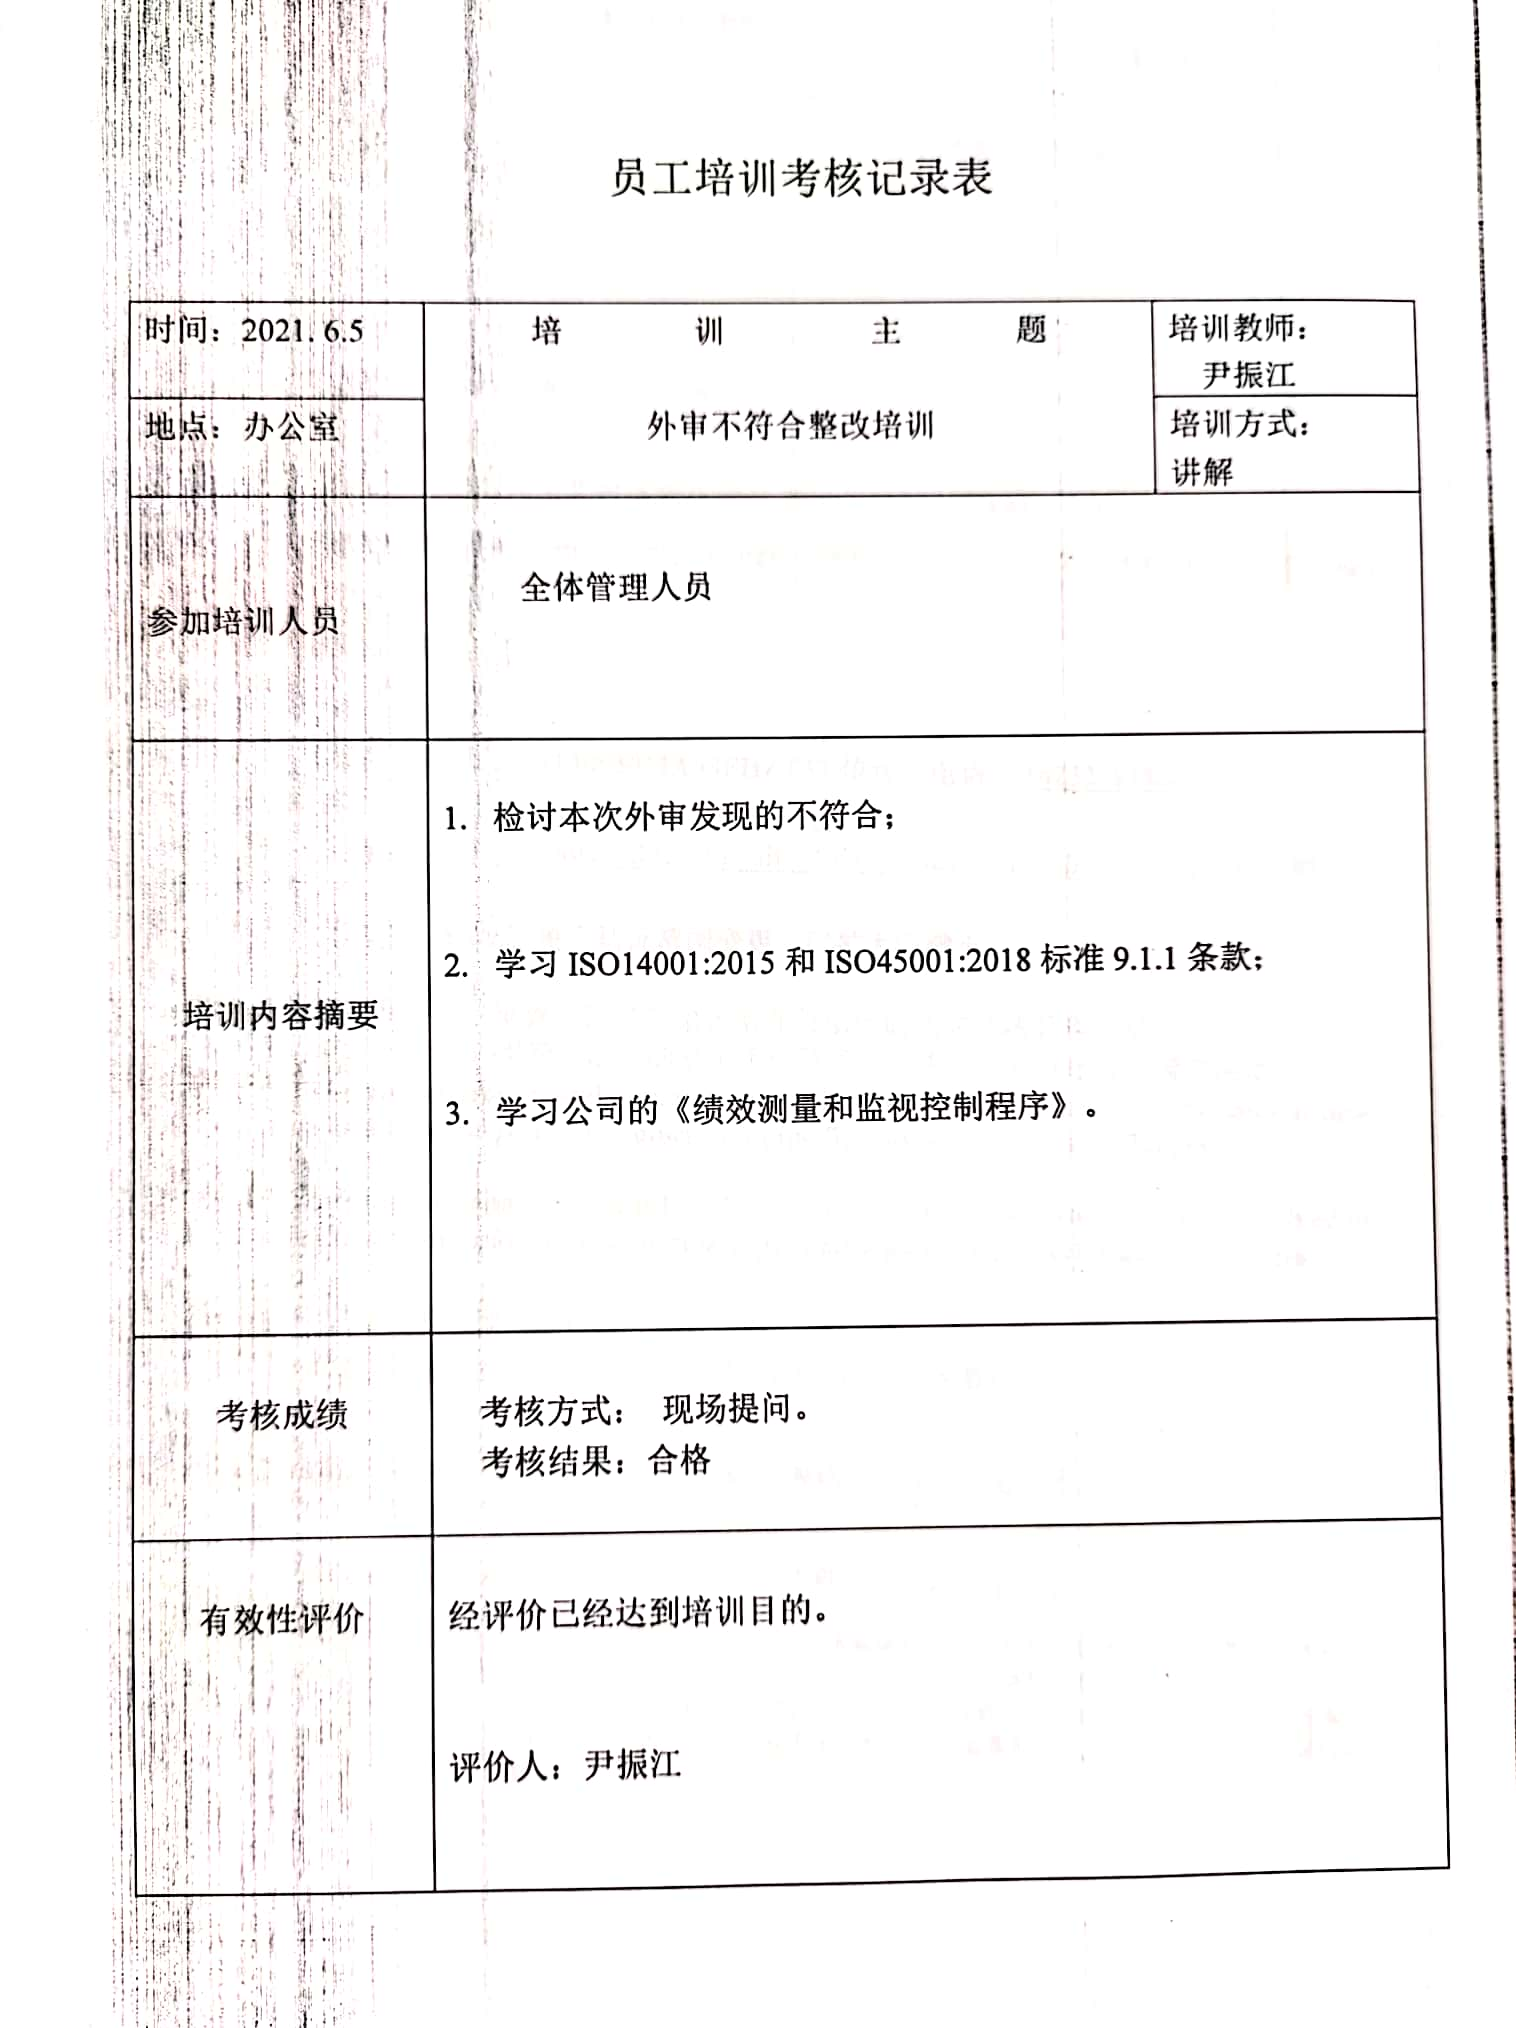 员工培训考核记录表
时间：2021. 6.5
培 训 主 题
培训教师：
尹振江
地点：办公室
外审不符合整改培训
培训方式：
讲解
参加培训人员
全体管理人员
培训内容摘要
1. 检讨本次外审发现的不符合；
2. 学习 ISO14001:2015 和 ISO45001:2018 标准 9.1.1 条款；
3. 学习公司的《绩效测量和监视控制程序》。
考核成绩
考核方式： 现场提问。
考核结果：合格
有效性评价
经评价已经达到培训目的。
评价人：尹振江